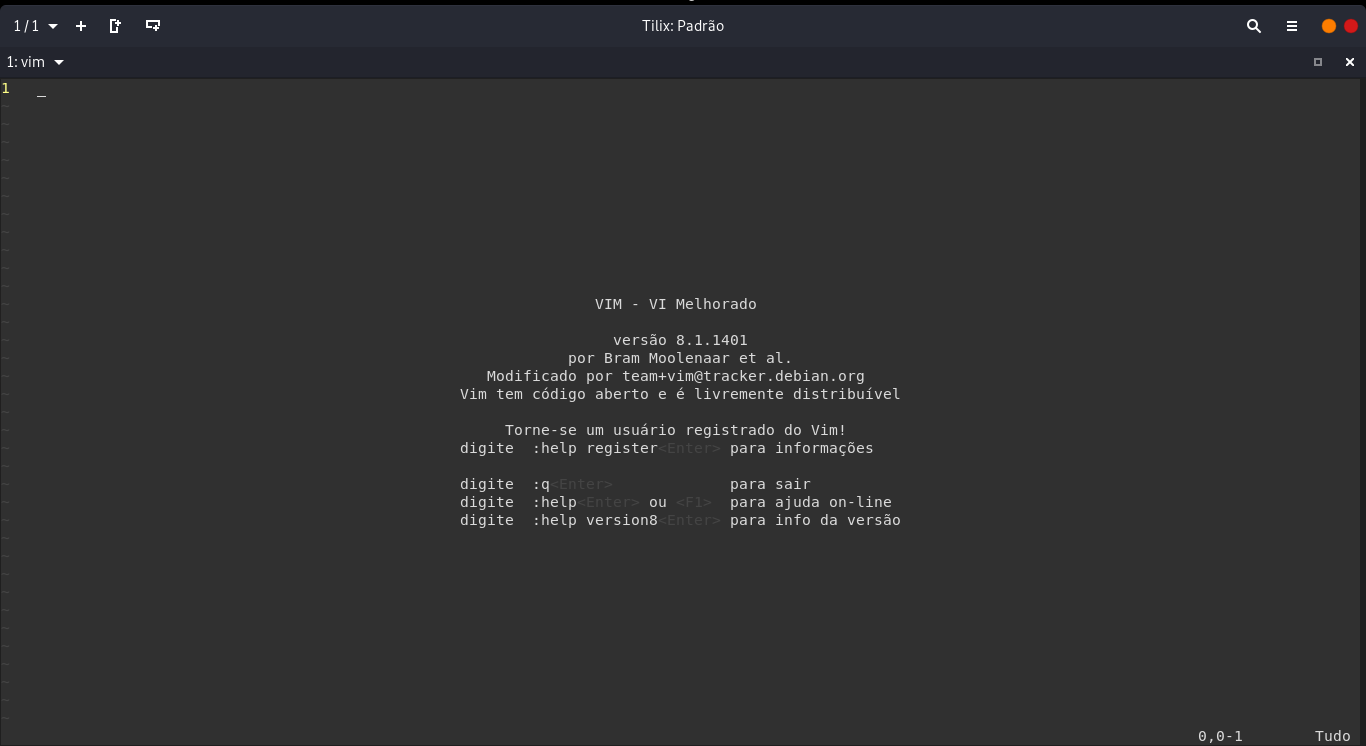 1 / 1
Tilix: Padrão
1: vim
1
~
~
~
~
~
~
~
~
~
~
~
~ VIM - VI Melhorado
~
~ versão 8.1.1401
~ por Bram Moolenaar et al.
~ Modificado por team+vim@tracker.debian.org
~ Vim tem código aberto e é livremente distribuível
~
~ Torne-se um usuário registrado do Vim!
~ digite :help register<Enter> para informações
~
~ digite :q<Enter> para sair
~ digite :help<Enter> ou <F1> para ajuda on-line
~ digite :help version8<Enter> para info da versão
~
~
~
~
~
~
~
~
~
~
~
0,0-1 Tudo